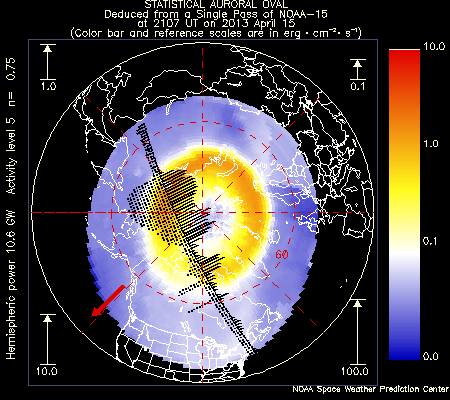 STATISTICAL AURORAL OVAL
Deduced from a Single Pass of NOAA-15
at 2107 UT on 2013 April 15
(Color bar and reference scales are in erg · cm⁻² · s⁻¹)
Hemispheric power 10.6 GW Activity level 5 n= 0.75
1.0
0.1
10.0
1.0
0.1
0.0
60
10.0
100.0
NOAA Space Weather Prediction Center